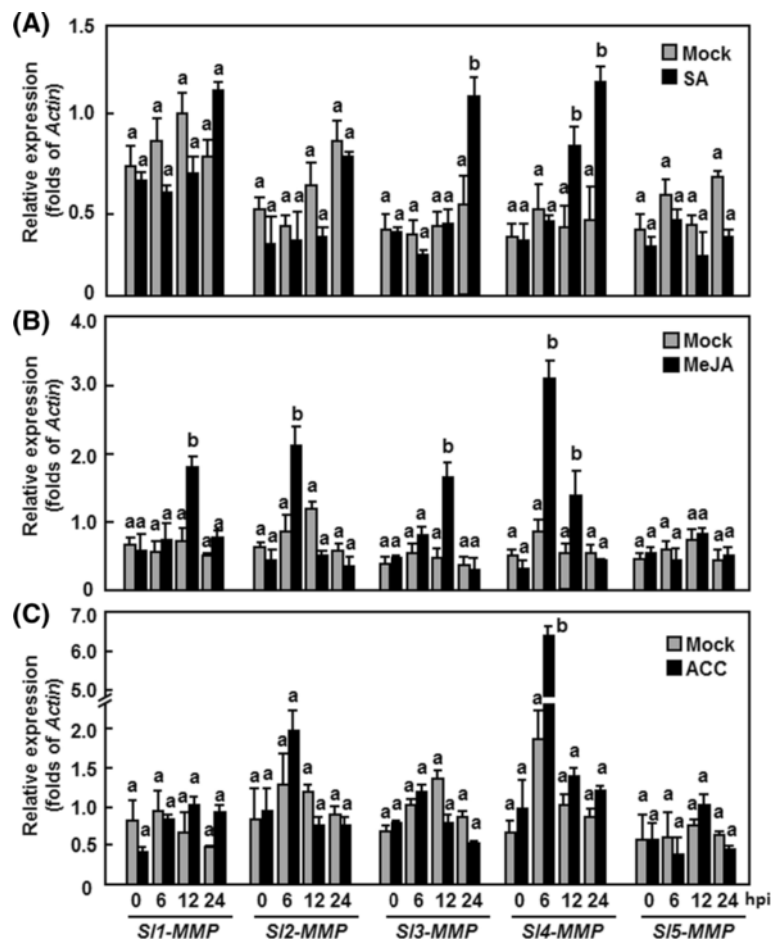 (A)
1.5
1.0
0.5
0
Relative expression
(folds of Actin)
Mock
SA
a a a a a a a a
a a a a a a a a
a a a a a a a b
a a a a a b a b
a a a a a a a a
(B)
4.0
3.0
2.0
1.0
0
Relative expression
(folds of Actin)
Mock
MeJA
a a a a a b a a
a a a b a a a a
a a a a a b a a
a a a b a b a a
a a a a a a a a
(C)
7.0
6.0
5.0
2.0
1.5
1.0
0.5
0
Relative expression
(folds of Actin)
Mock
ACC
a a a a a a a a
a a a a a a a a
a a a a a a a a
a a a b a a a a
a a a a a a a a
0 6 12 24 0 6 12 24 0 6 12 24 0 6 12 24 0 6 12 24 hpi
Sl1-MMP Sl2-MMP Sl3-MMP Sl4-MMP Sl5-MMP